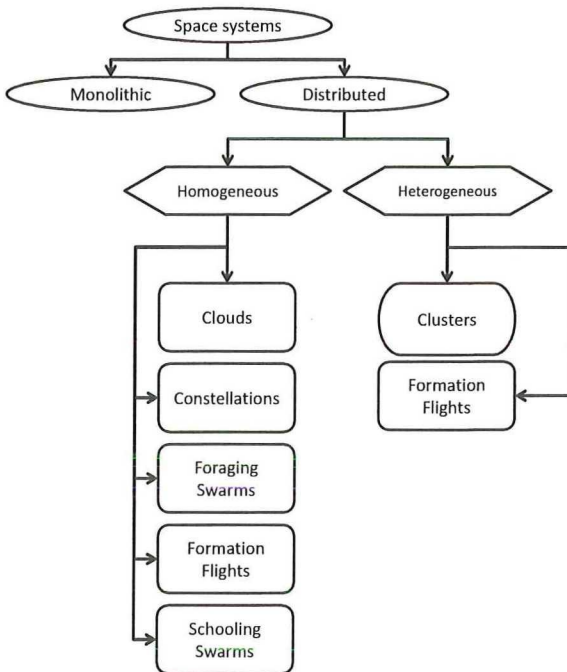 Space systems
Monolithic
Distributed
Homogeneous
Heterogeneous
Clouds
Clusters
Constellations
Formation
Flights
Foraging
Swarms
Formation
Flights
Schooling
Swarms